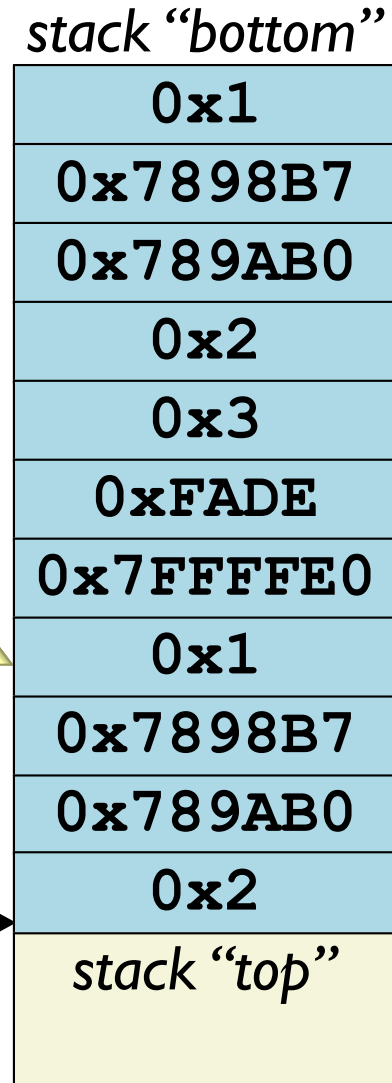 stack “bottom”
0x1
0x7898B7
0x789AB0
0x2
0x3
0xFADE
0x7FFFFE0
0x1
0x7898B7
0x789AB0
0x2
stack “top”